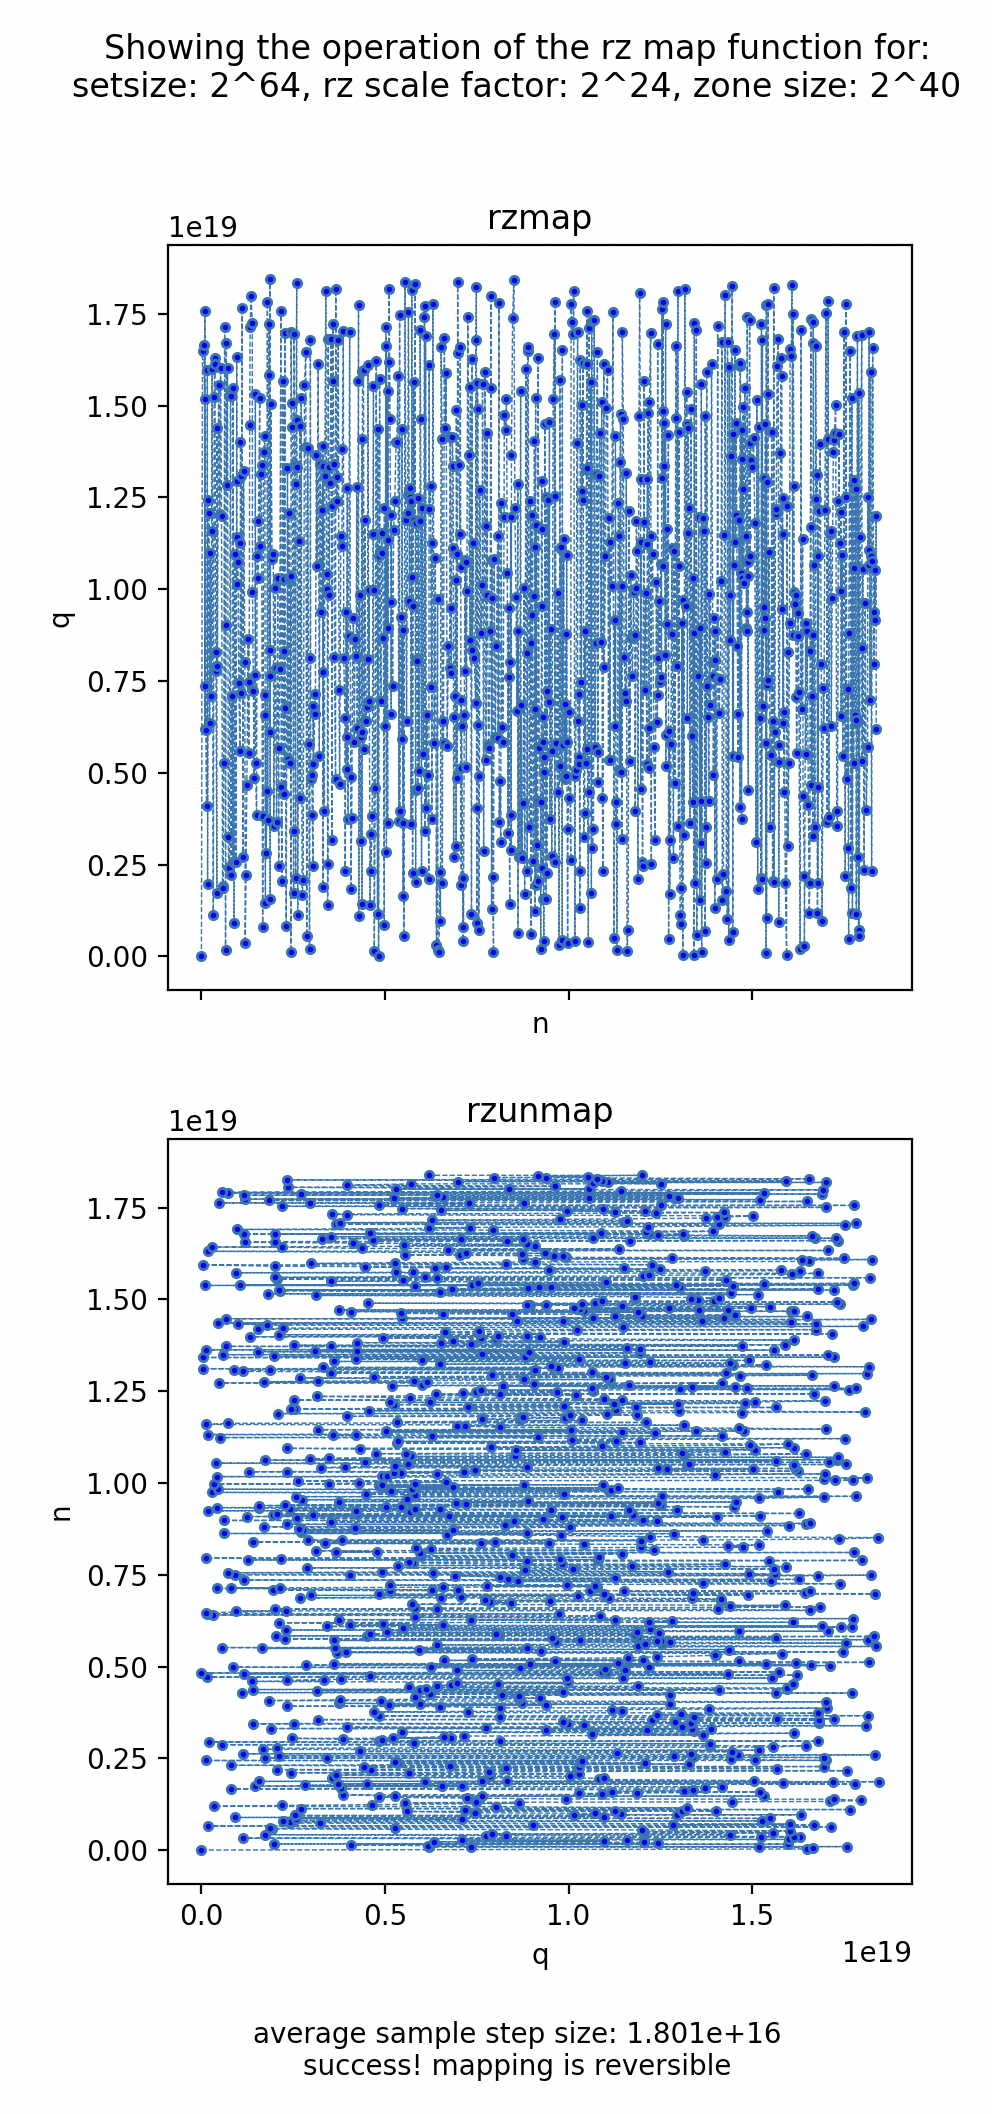 Showing the operation of the rz map function for:
setsize: 2^64, rz scale factor: 2^24, zone size: 2^40
rzmap
1e19
1.75
1.50
1.25
1.00
0.75
0.50
0.25
0.00
q
n
rzunmap
1e19
1.75
1.50
1.25
1.00
0.75
0.50
0.25
0.00
n
0.0 0.5 1.0 1.5
q
1e19
average sample step size: 1.801e+16
success! mapping is reversible